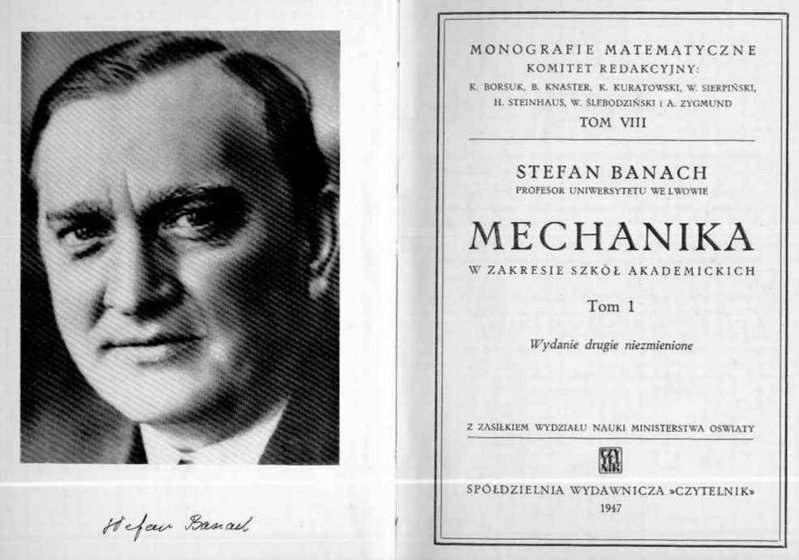 Stefan Banach
MONOGRAFIE MATEMATYCZNE
KOMITET REDAKCYJNY:
K. BORSUK, B. KNASTER, K. KURATOWSKI, W. SIERPIŃSKI,
H. STEINHAUS, W. ŚLEBODZIŃSKI i A. ZYGMUND
TOM VIII
STEFAN BANACH
PROFESOR UNIWERSYTETU WE LWOWIE
MECHANIKA
W ZAKRESIE SZKÓŁ AKADEMICKICH
Tom 1
Wydanie drugie niezmienione
Z ZASIŁKIEM WYDZIAŁU NAUKI MINISTERSTWA OŚWIATY
CZY
TEL
NIK
SPÓŁDZIELNIA WYDAWNICZA »CZYTELNIK»
1947